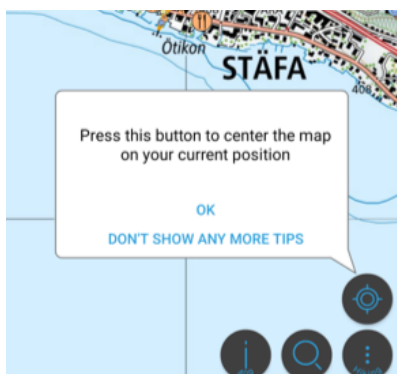 Ötikon
STÄFA
408
Press this button to center the map
on your current position
OK
DON'T SHOW ANY MORE TIPS